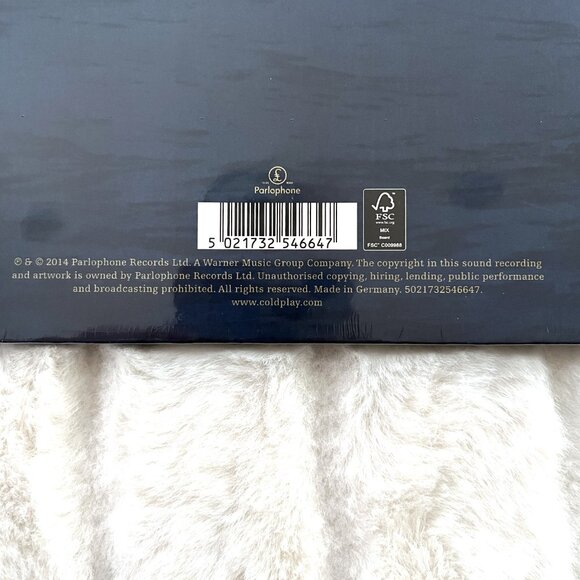 Parlophone
FSC
www.fsc.org
MIX
Board
FSC® C009968
5 021732 546647
℗ & © 2014 Parlophone Records Ltd. A Warner Music Group Company. The copyright in this sound recording
and artwork is owned by Parlophone Records Ltd. Unauthorised copying, hiring, lending, public performance
and broadcasting prohibited. All rights reserved. Made in Germany. 5021732546647.
www.coldplay.com